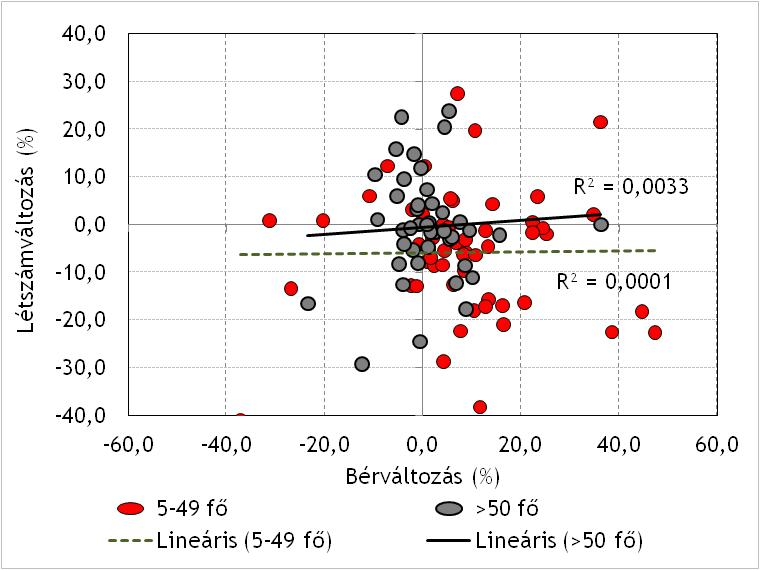 40,0
30,0
20,0
10,0
0,0
-10,0
-20,0
-30,0
-40,0
Létszámváltozás (%)
R² = 0,0033
R² = 0,0001
-60,0 -40,0 -20,0 0,0 20,0 40,0 60,0
Bérváltozás (%)
5-49 fő >50 fő
Lineáris (5-49 fő) Lineáris (>50 fő)